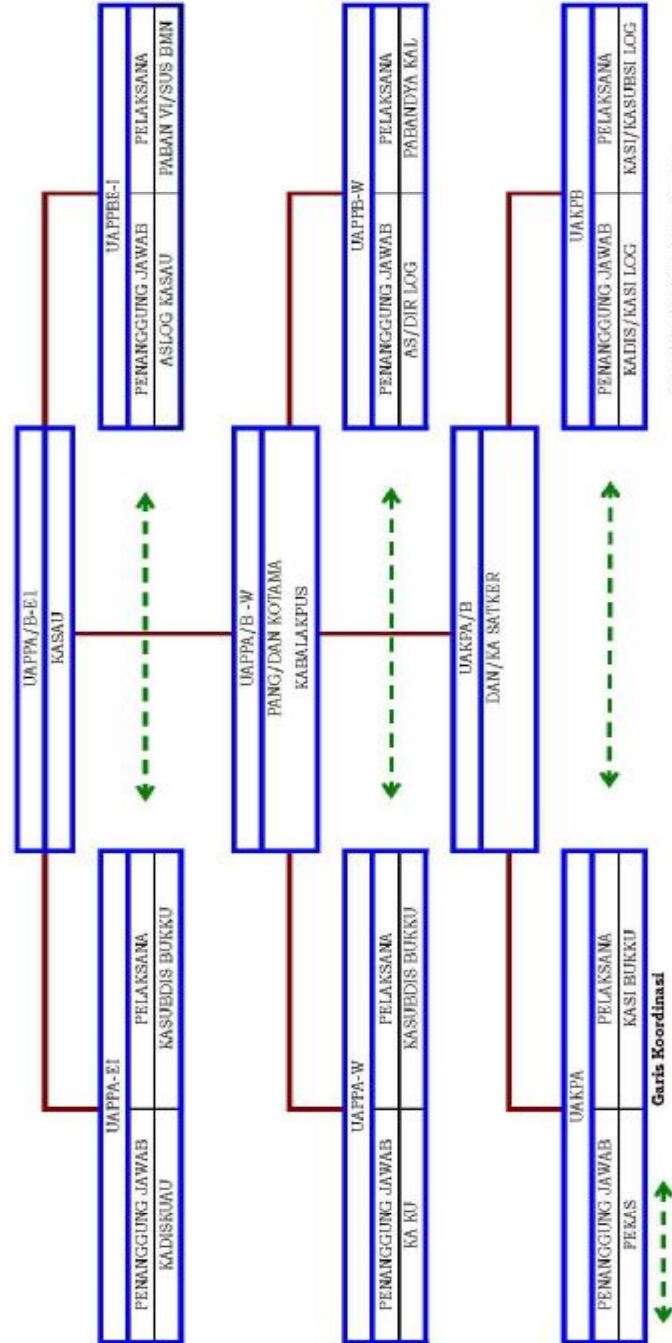 UAPPA/B-E1
KASAU
UAPPA-E1
PENANGGUNG JAWAB PELAKSANA
KADISKUAU KASUBDIS BUKKU
UAPPBE-1
PENANGGUNG JAWAB PELAKSANA
ASLOG KASAU PABAN VI/SUS BMN
UAPPA/B -W
PANG/DAN KOTAMA
KABALAKPUS
UAPPA-W
PENANGGUNG JAWAB PELAKSANA
KA KU KASUBDIS BUKKU
UAPPB-W
PENANGGUNG JAWAB PELAKSANA
AS/DIR LOG PABANDYA KAL
UAKPA/B
DAN/KA SATKER
UAKPA
PENANGGUNG JAWAB PELAKSANA
PEKAS KASI BUKKU
UAKPB
PENANGGUNG JAWAB PELAKSANA
KADIS/KASI LOG KASI/KASUBSI LOG
Garis Koordinasi